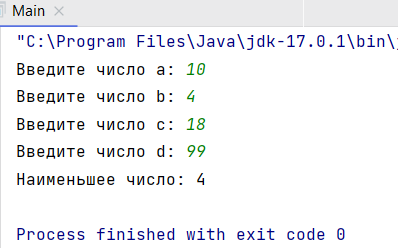 Main
"C:\Program Files\Java\jdk-17.0.1\bin\
Введите число a: 10
Введите число b: 4
Введите число c: 18
Введите число d: 99
Наименьшее число: 4
Process finished with exit code 0